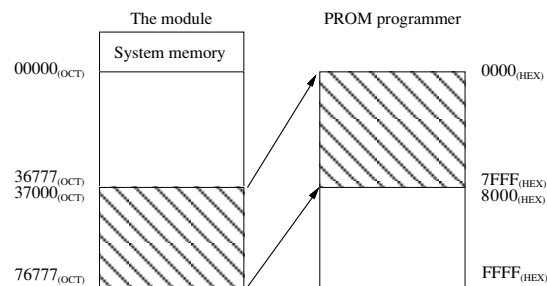 The module
PROM programmer
System memory
00000(OCT)
0000(HEX)
36777(OCT)
37000(OCT)
7FFF(HEX)
8000(HEX)
76777(OCT)
FFFF(HEX)